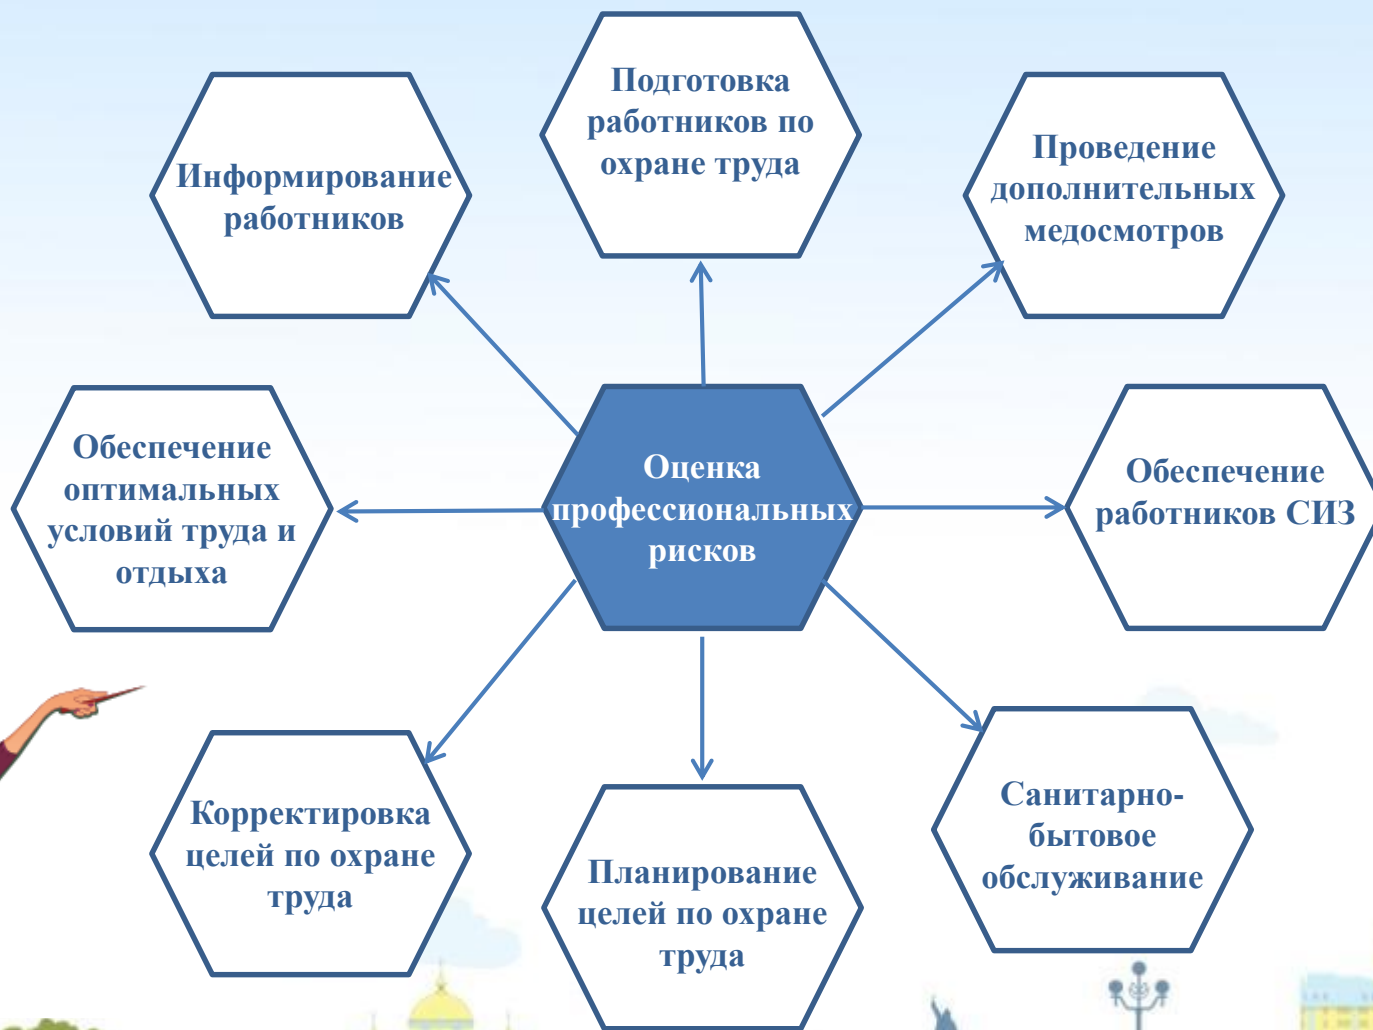 Подготовка
работников по
охране труда
Информирование
работников
Проведение
дополнительных
медосмотров
Обеспечение
оптимальных
условий труда и
отдыха
Оценка
профессиональных
рисков
Обеспечение
работников СИЗ
Корректировка
целей по охране
труда
Планирование
целей по охране
труда
Санитарно-
бытовое
обслуживание